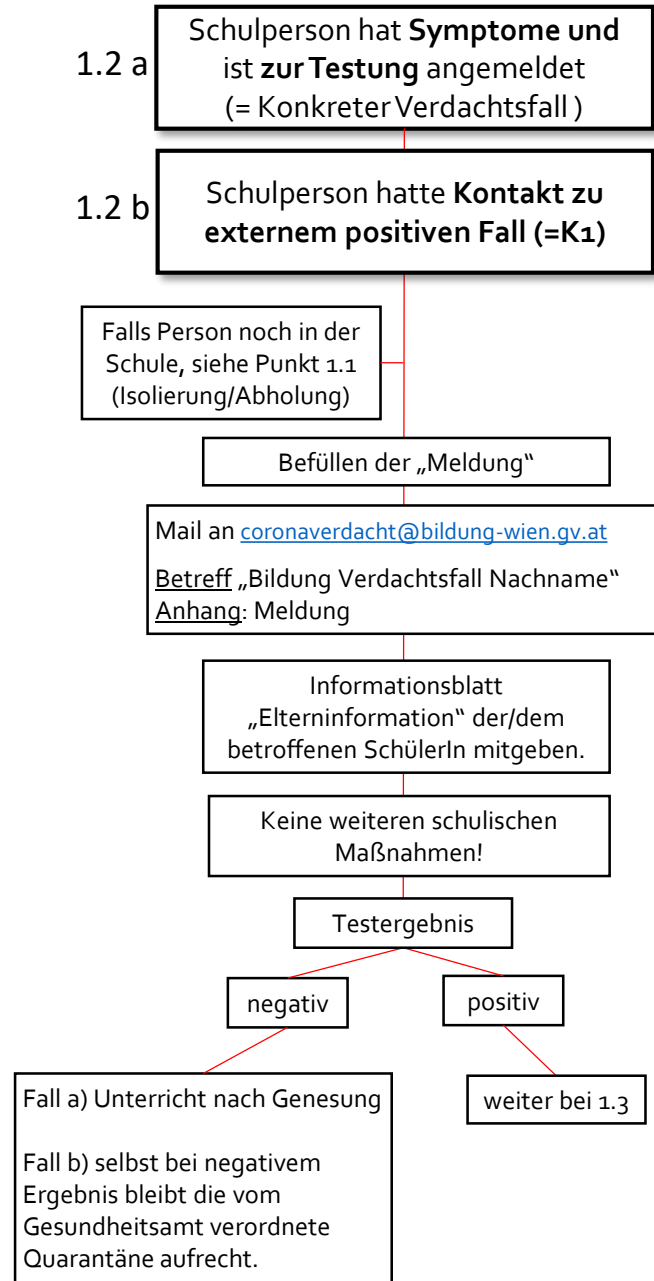 1.2 a
Schulperson hat Symptome und
ist zur Testung angemeldet
(= Konkreter Verdachtsfall )
1.2 b
Schulperson hatte Kontakt zu
externem positiven Fall (=K1)
Falls Person noch in der
Schule, siehe Punkt 1.1
(Isolierung/Abholung)
Befüllen der „Meldung“
Mail an coronaverdacht@bildung-wien.gv.at
Betreff „Bildung Verdachtsfall Nachname“
Anhang: Meldung
Informationsblatt
„Elterninformation“ der/dem
betroffenen SchülerIn mitgeben.
Keine weiteren schulischen
Maßnahmen!
Testergebnis
negativ
positiv
Fall a) Unterricht nach Genesung
Fall b) selbst bei negativem
Ergebnis bleibt die vom
Gesundheitsamt verordnete
Quarantäne aufrecht.
weiter bei 1.3